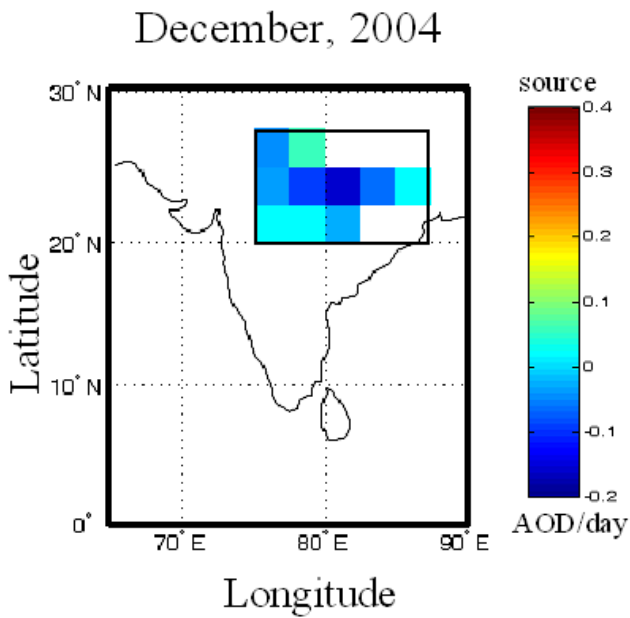 December, 2004
source
30° N
20° N
10° N
0°
70° E
80° E
90° E
Latitude
Longitude
0.4
0.3
0.2
0.1
0
-0.1
-0.2
AOD/day